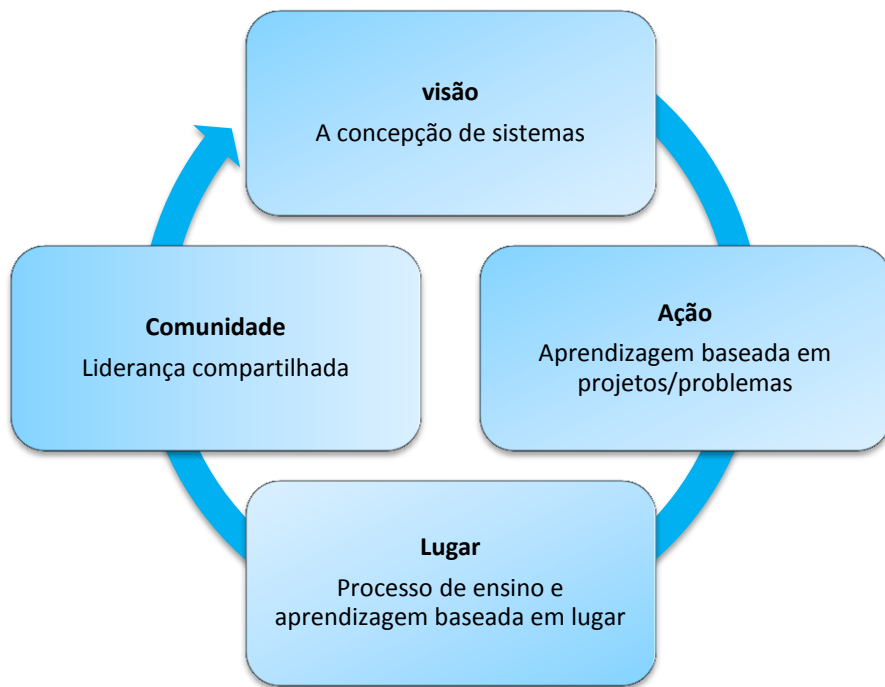 visão
A concepção de sistemas
Comunidade
Liderança compartilhada
Ação
Aprendizagem baseada em
projetos/problemas
Lugar
Processo de ensino e
aprendizagem baseada em lugar